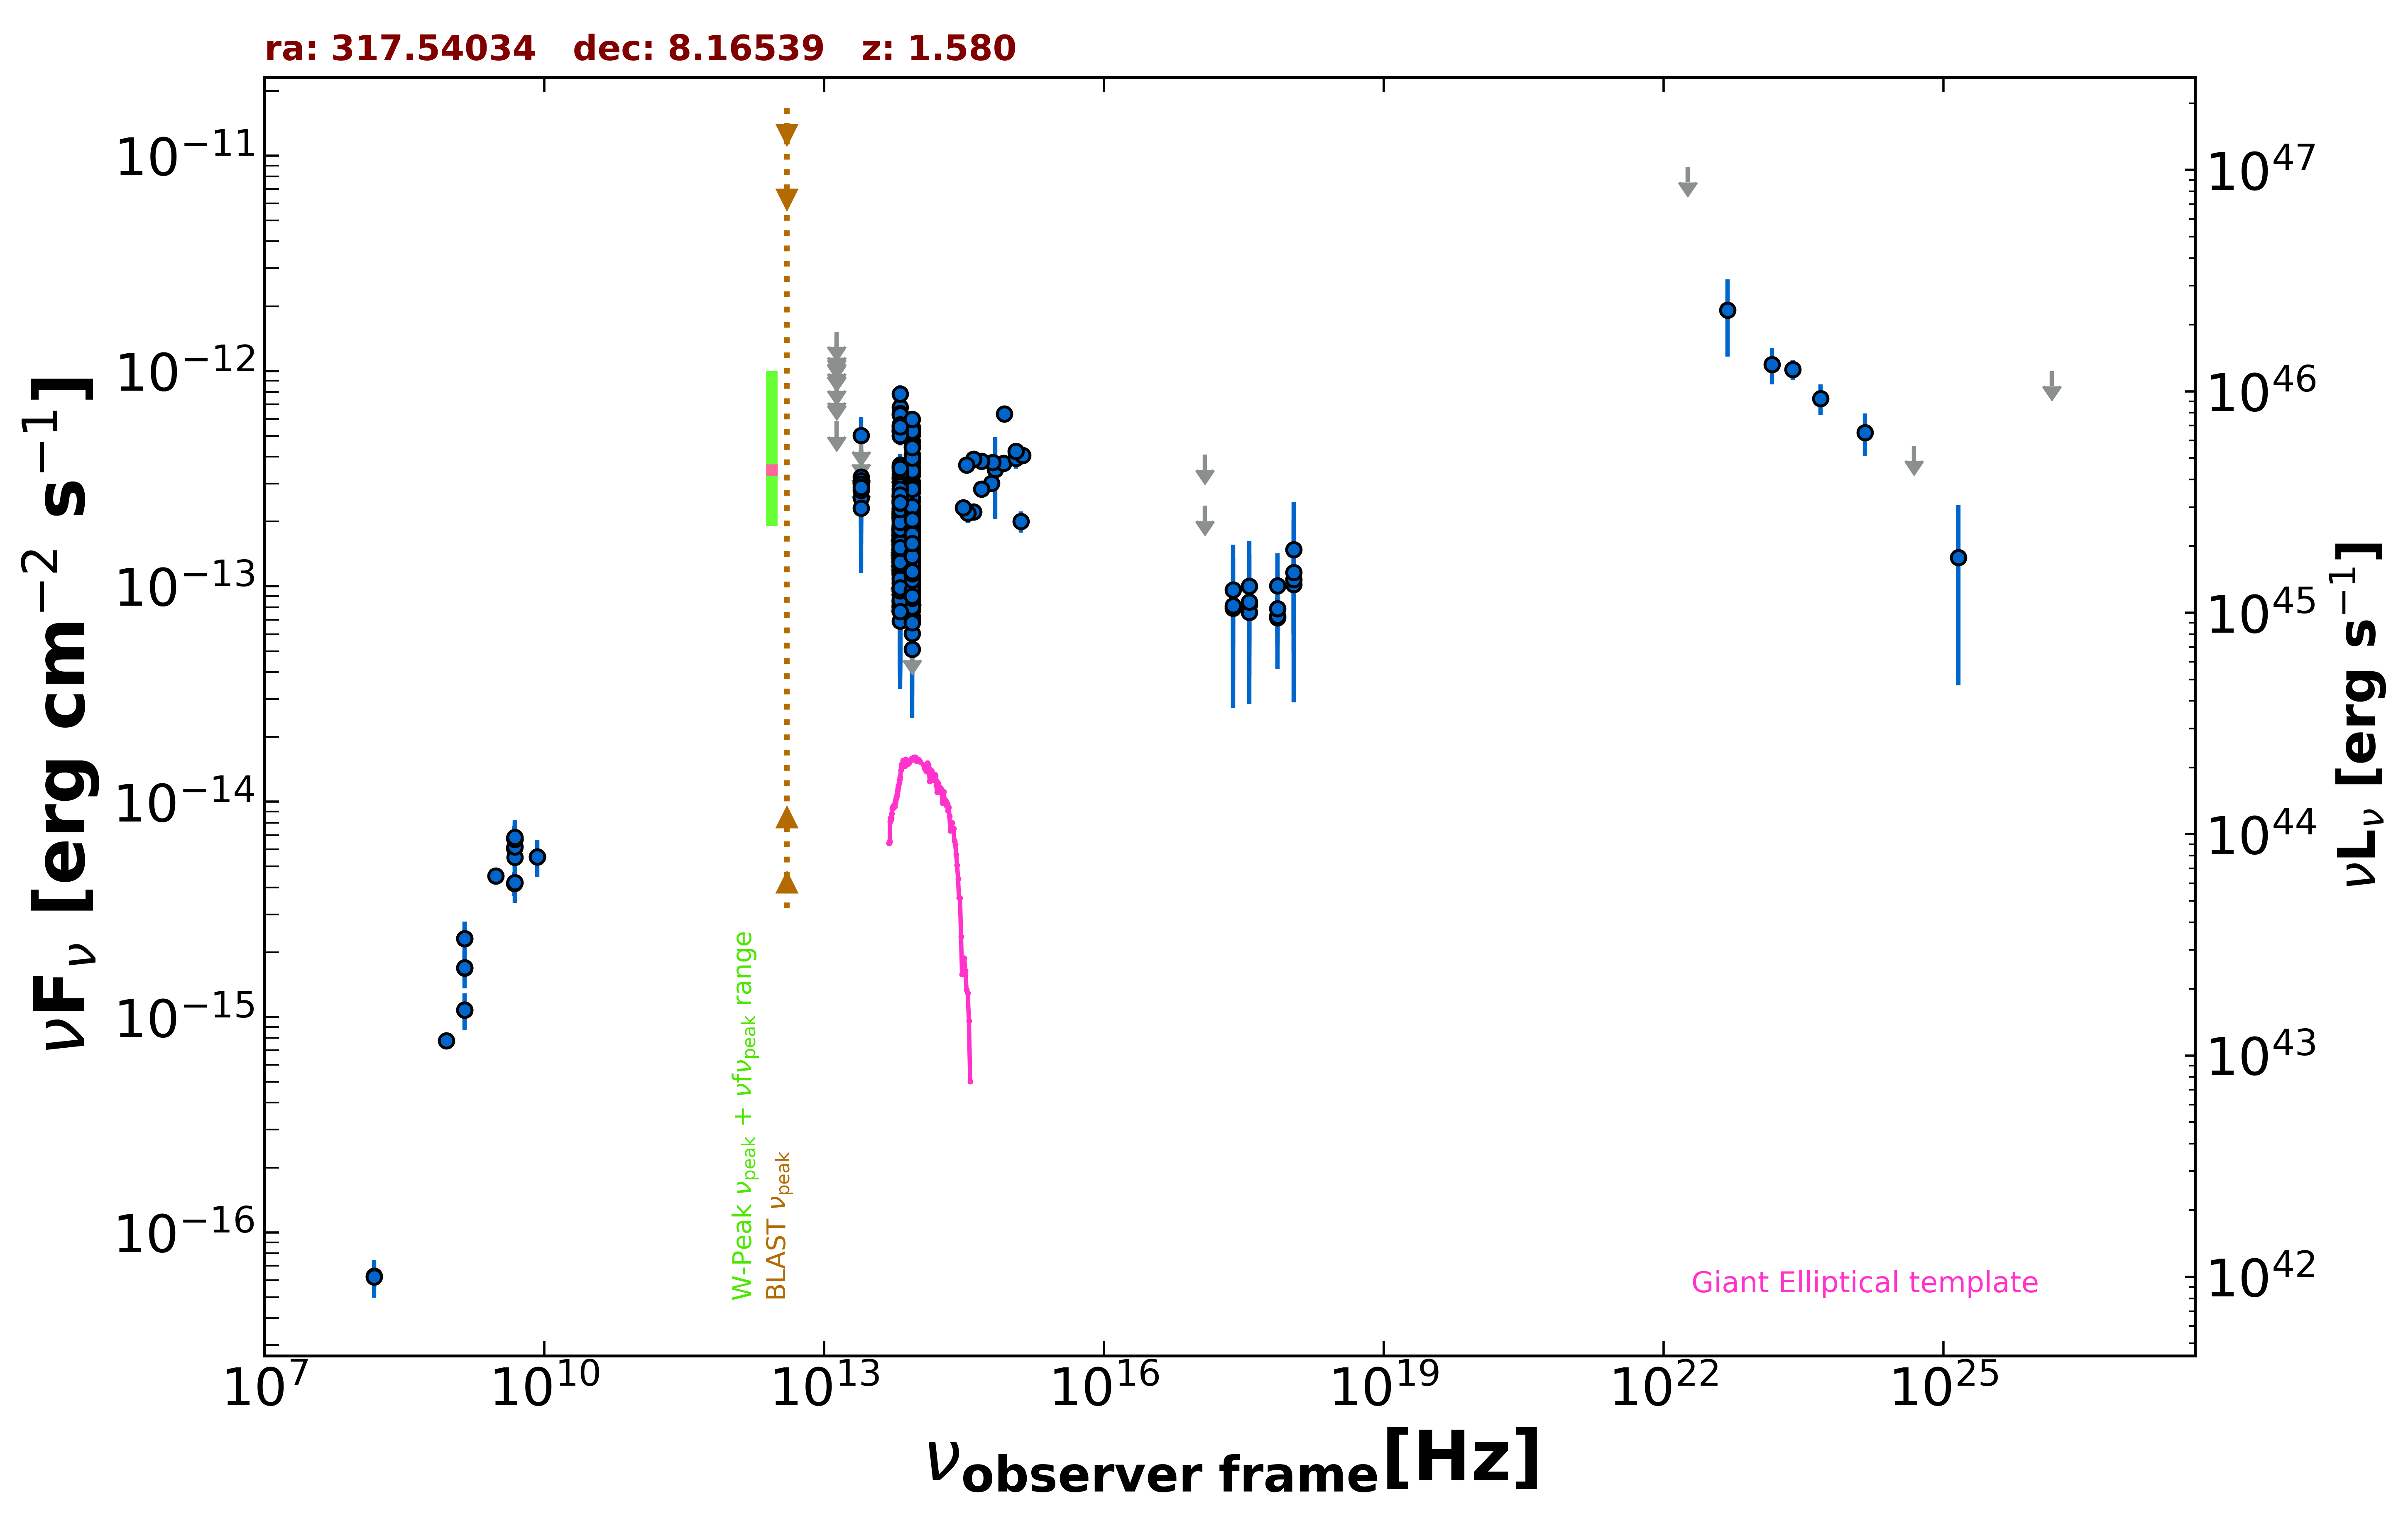 ra: 317.54034   dec: 8.16539   z: 1.580
10⁻¹¹
10⁻¹²
10⁻¹³
10⁻¹⁴
10⁻¹⁵
10⁻¹⁶
νFν [erg cm⁻² s⁻¹]
10⁴⁷
10⁴⁶
10⁴⁵
10⁴⁴
10⁴³
10⁴²
νLν [erg s⁻¹]
W-Peak νpeak + νfνpeak range
BLAST νpeak
Giant Elliptical template
10⁷ 10¹⁰ 10¹³ 10¹⁶ 10¹⁹ 10²² 10²⁵
νobserver frame[Hz]